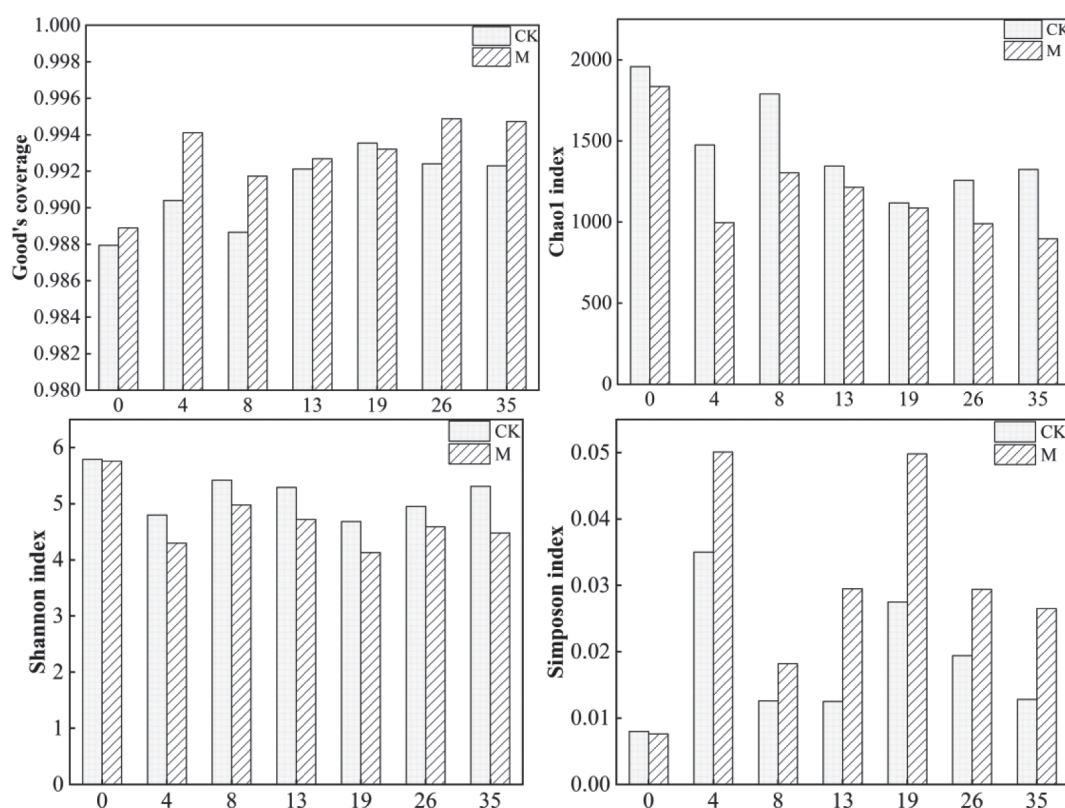 Good's coverage
1.000
0.998
0.996
0.994
0.992
0.990
0.988
0.986
0.984
0.982
0.980
CK
M
0 4 8 13 19 26 35
Chao1 index
2000
1500
1000
500
0
CK
M
0 4 8 13 19 26 35
Shannon index
6
5
4
3
2
1
0
CK
M
0 4 8 13 19 26 35
Simposon index
0.05
0.04
0.03
0.02
0.01
0.00
CK
M
0 4 8 13 19 26 35